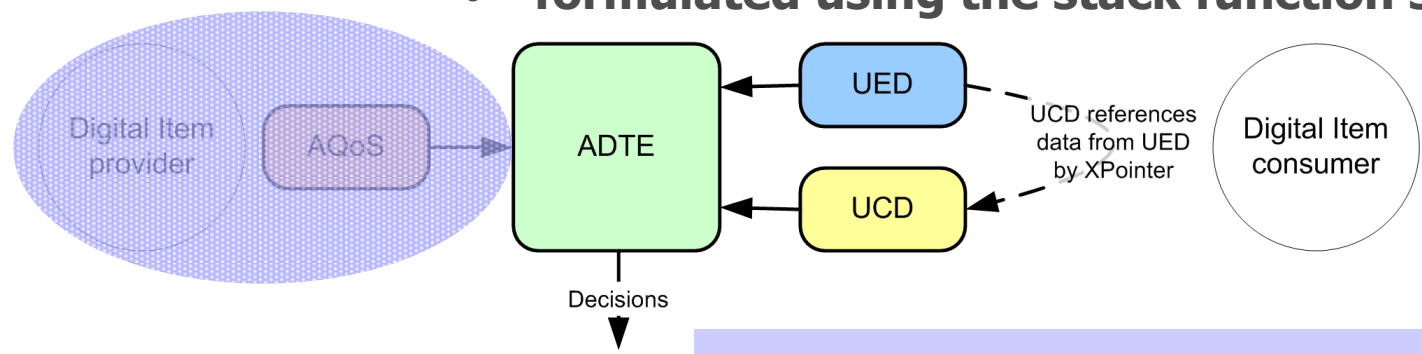 formulated using the stack function
Digital Item
provider
AQoS
ADTE
UED
UCD
UCD references
data from UED
by XPointer
Digital Item
consumer
Decisions